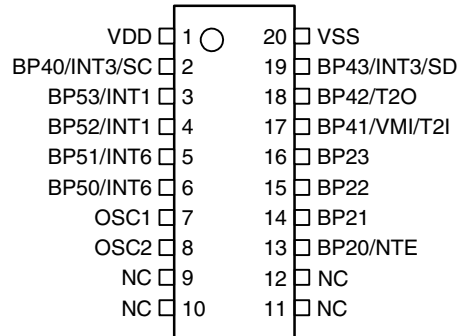 VDD 1 20 VSS
BP40/INT3/SC 2 19 BP43/INT3/SD
BP53/INT1 3 18 BP42/T2O
BP52/INT1 4 17 BP41/VMI/T2I
BP51/INT6 5 16 BP23
BP50/INT6 6 15 BP22
OSC1 7 14 BP21
OSC2 8 13 BP20/NTE
NC 9 12 NC
NC 10 11 NC